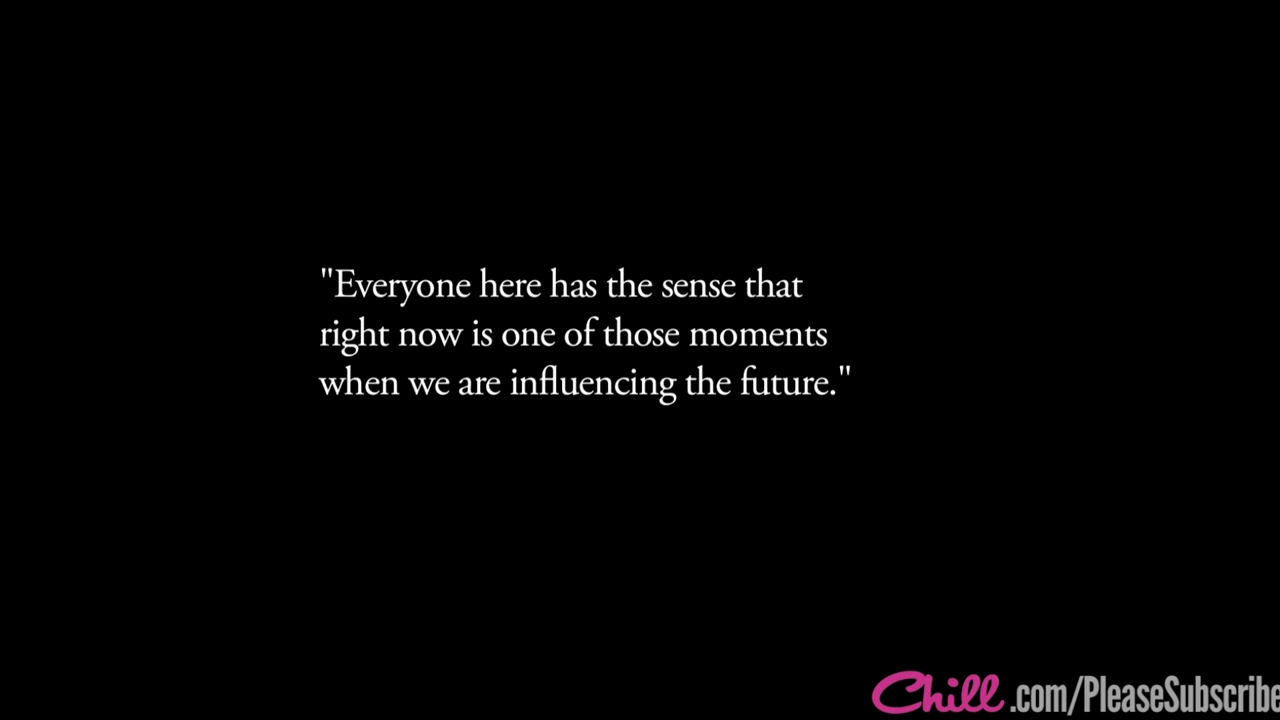 "Everyone here has the sense that
right now is one of those moments
when we are influencing the future."
Chill.com/PleaseSubscribe